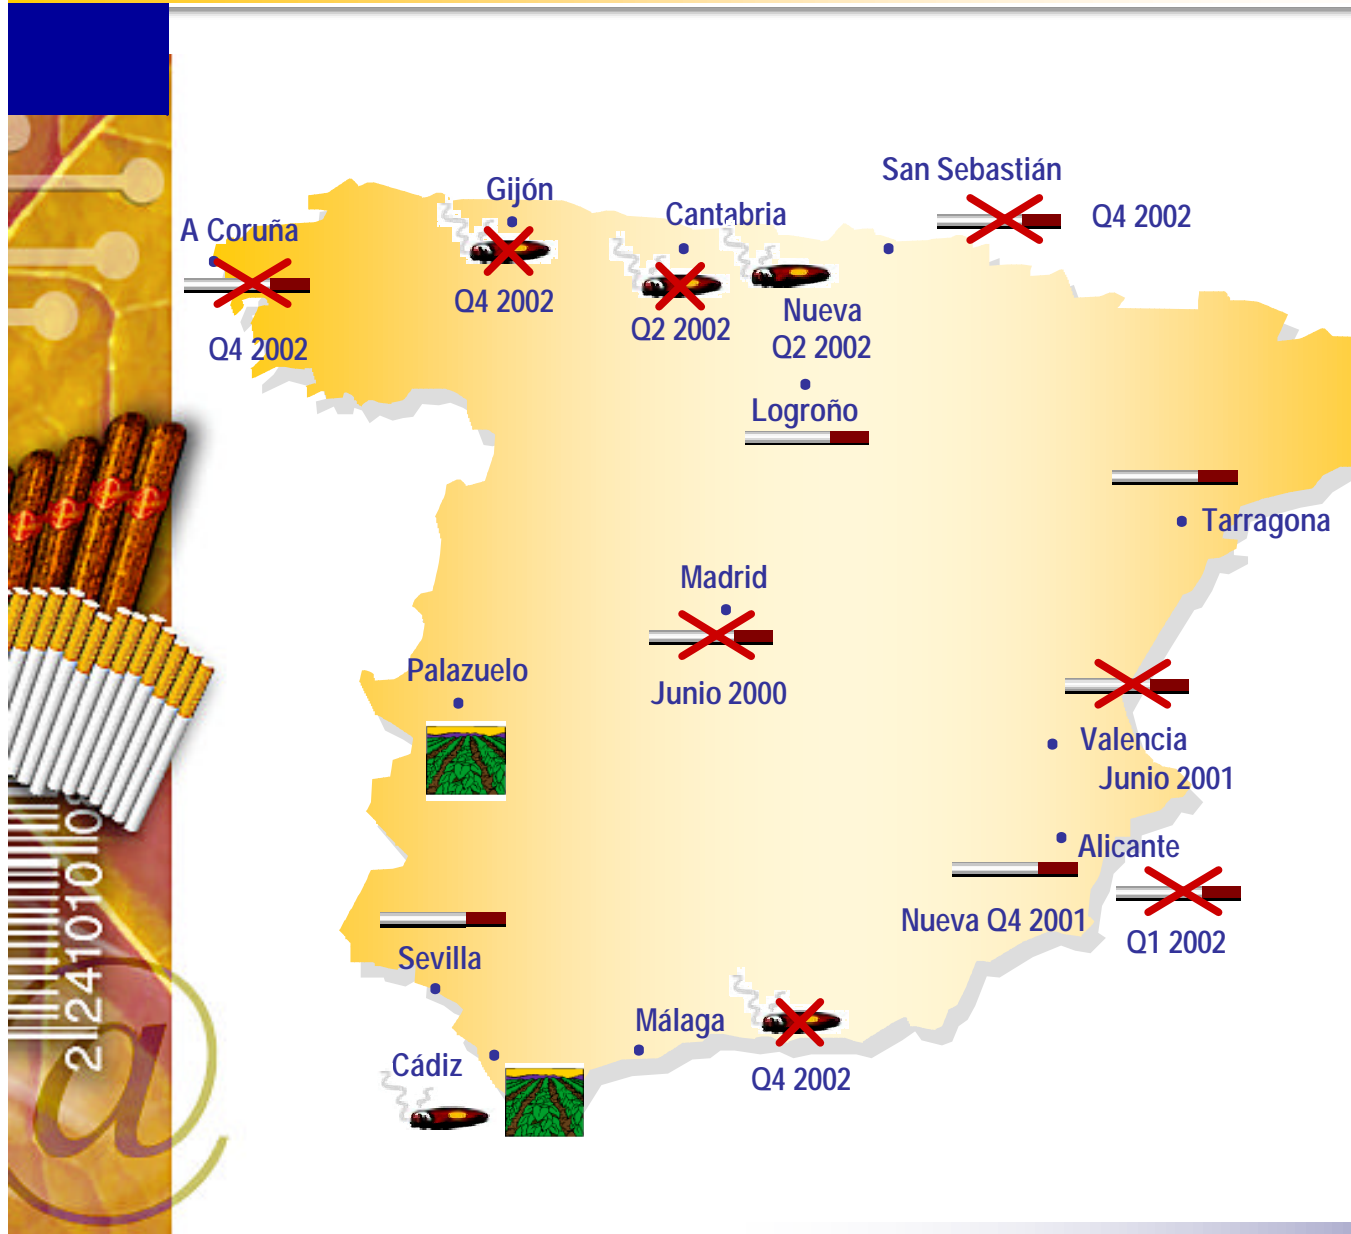 San Sebastián
Q4 2002
Gijón
Cantabria
A Coruña
Q4 2002
Q2 2002
Nueva
Q2 2002
Q4 2002
Logroño
Tarragona
Madrid
Junio 2000
Palazuelo
Valencia
Junio 2001
Alicante
Nueva Q4 2001
Q1 2002
Sevilla
Málaga
Q4 2002
Cádiz
@